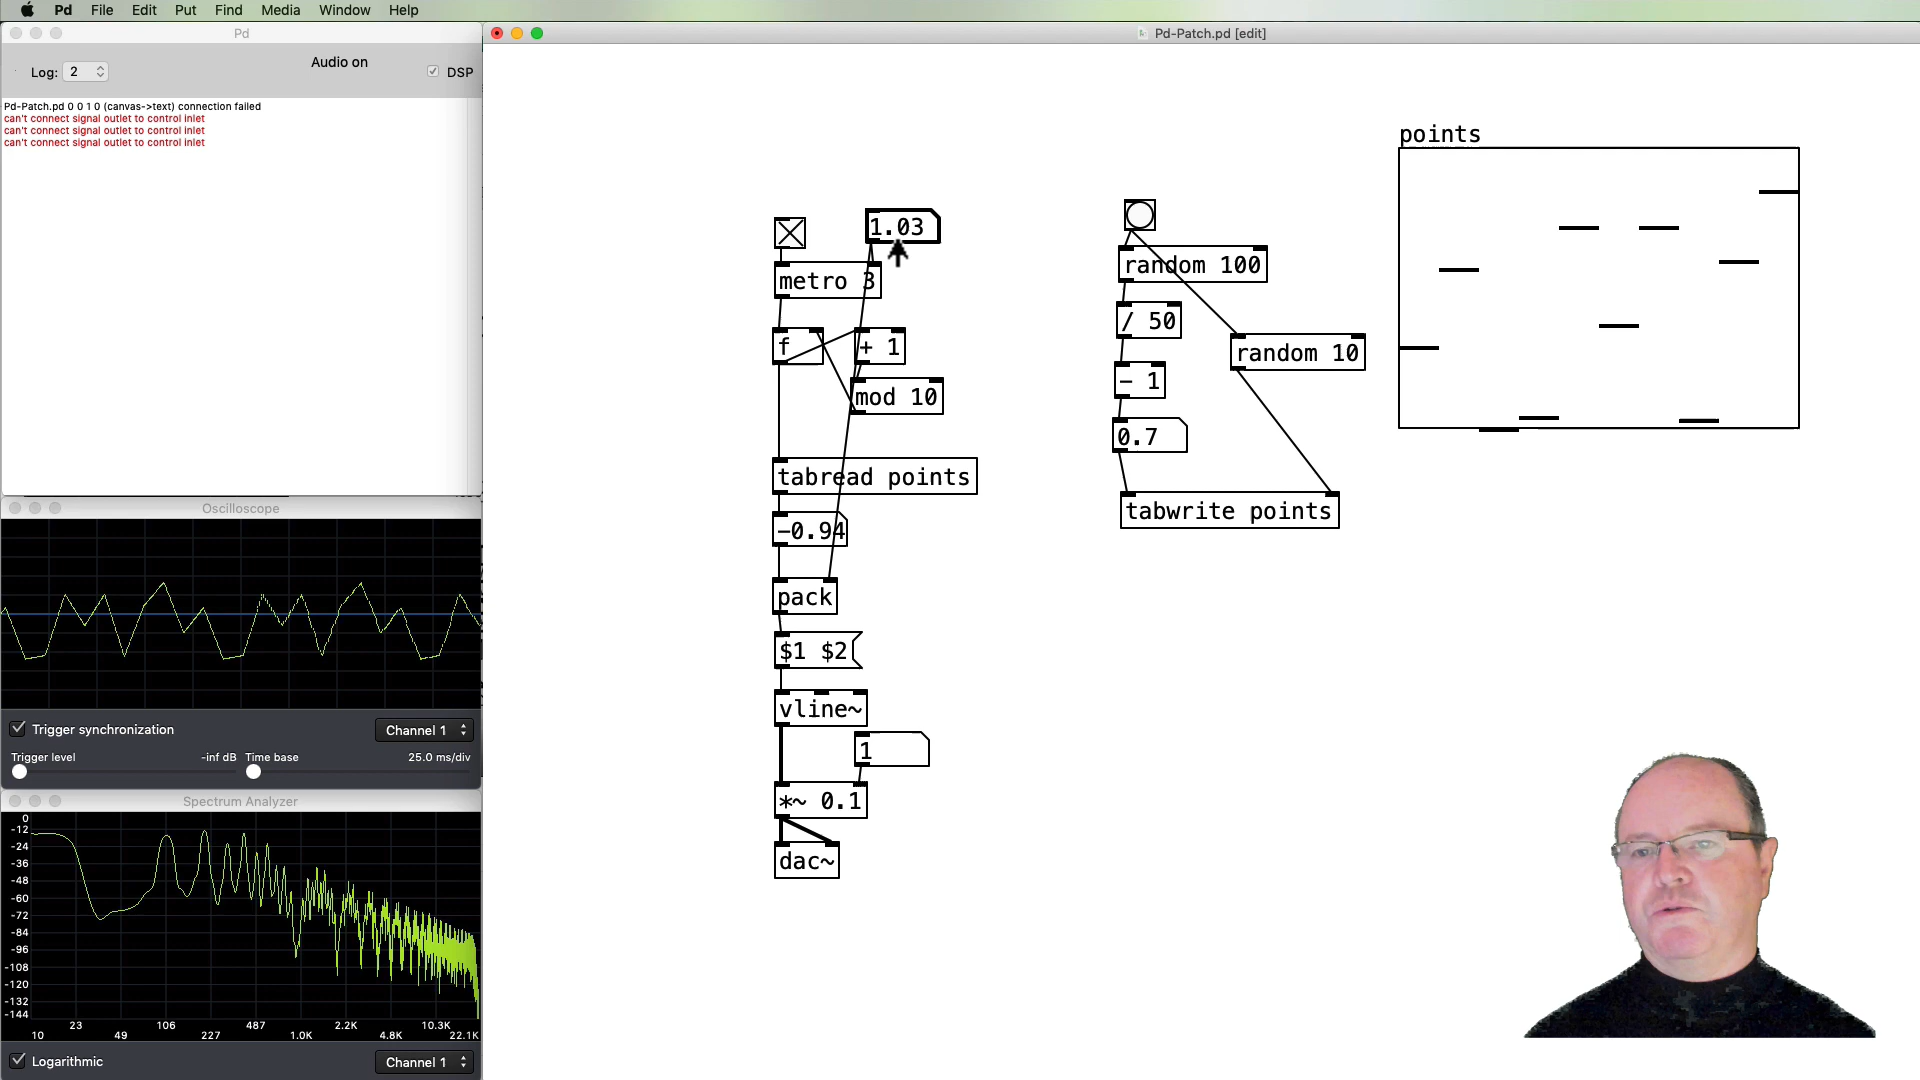 Pd File Edit Put Find Media Window Help
Pd
Log: 2
Audio on
DSP
Pd-Patch.pd 0 0 1 0 (canvas->text) connection failed
can't connect signal outlet to control inlet
can't connect signal outlet to control inlet
can't connect signal outlet to control inlet
Oscilloscope
Trigger synchronization
Channel 1
Trigger level
-inf dB
Time base
25.0 ms/div
Spectrum Analyzer
0
-12
-24
-36
-48
-60
-72
-84
-96
-108
-120
-132
-144
23 106 487 2.2K 10.3K
10 49 227 1.0K 4.8K 22.1K
Logarithmic
Channel 1
Pd-Patch.pd [edit]
1.03
metro 3
f
+ 1
mod 10
tabread points
-0.94
pack
$1 $2
vline~
1
*~ 0.1
dac~
random 100
/ 50
- 1
0.7
random 10
tabwrite points
points